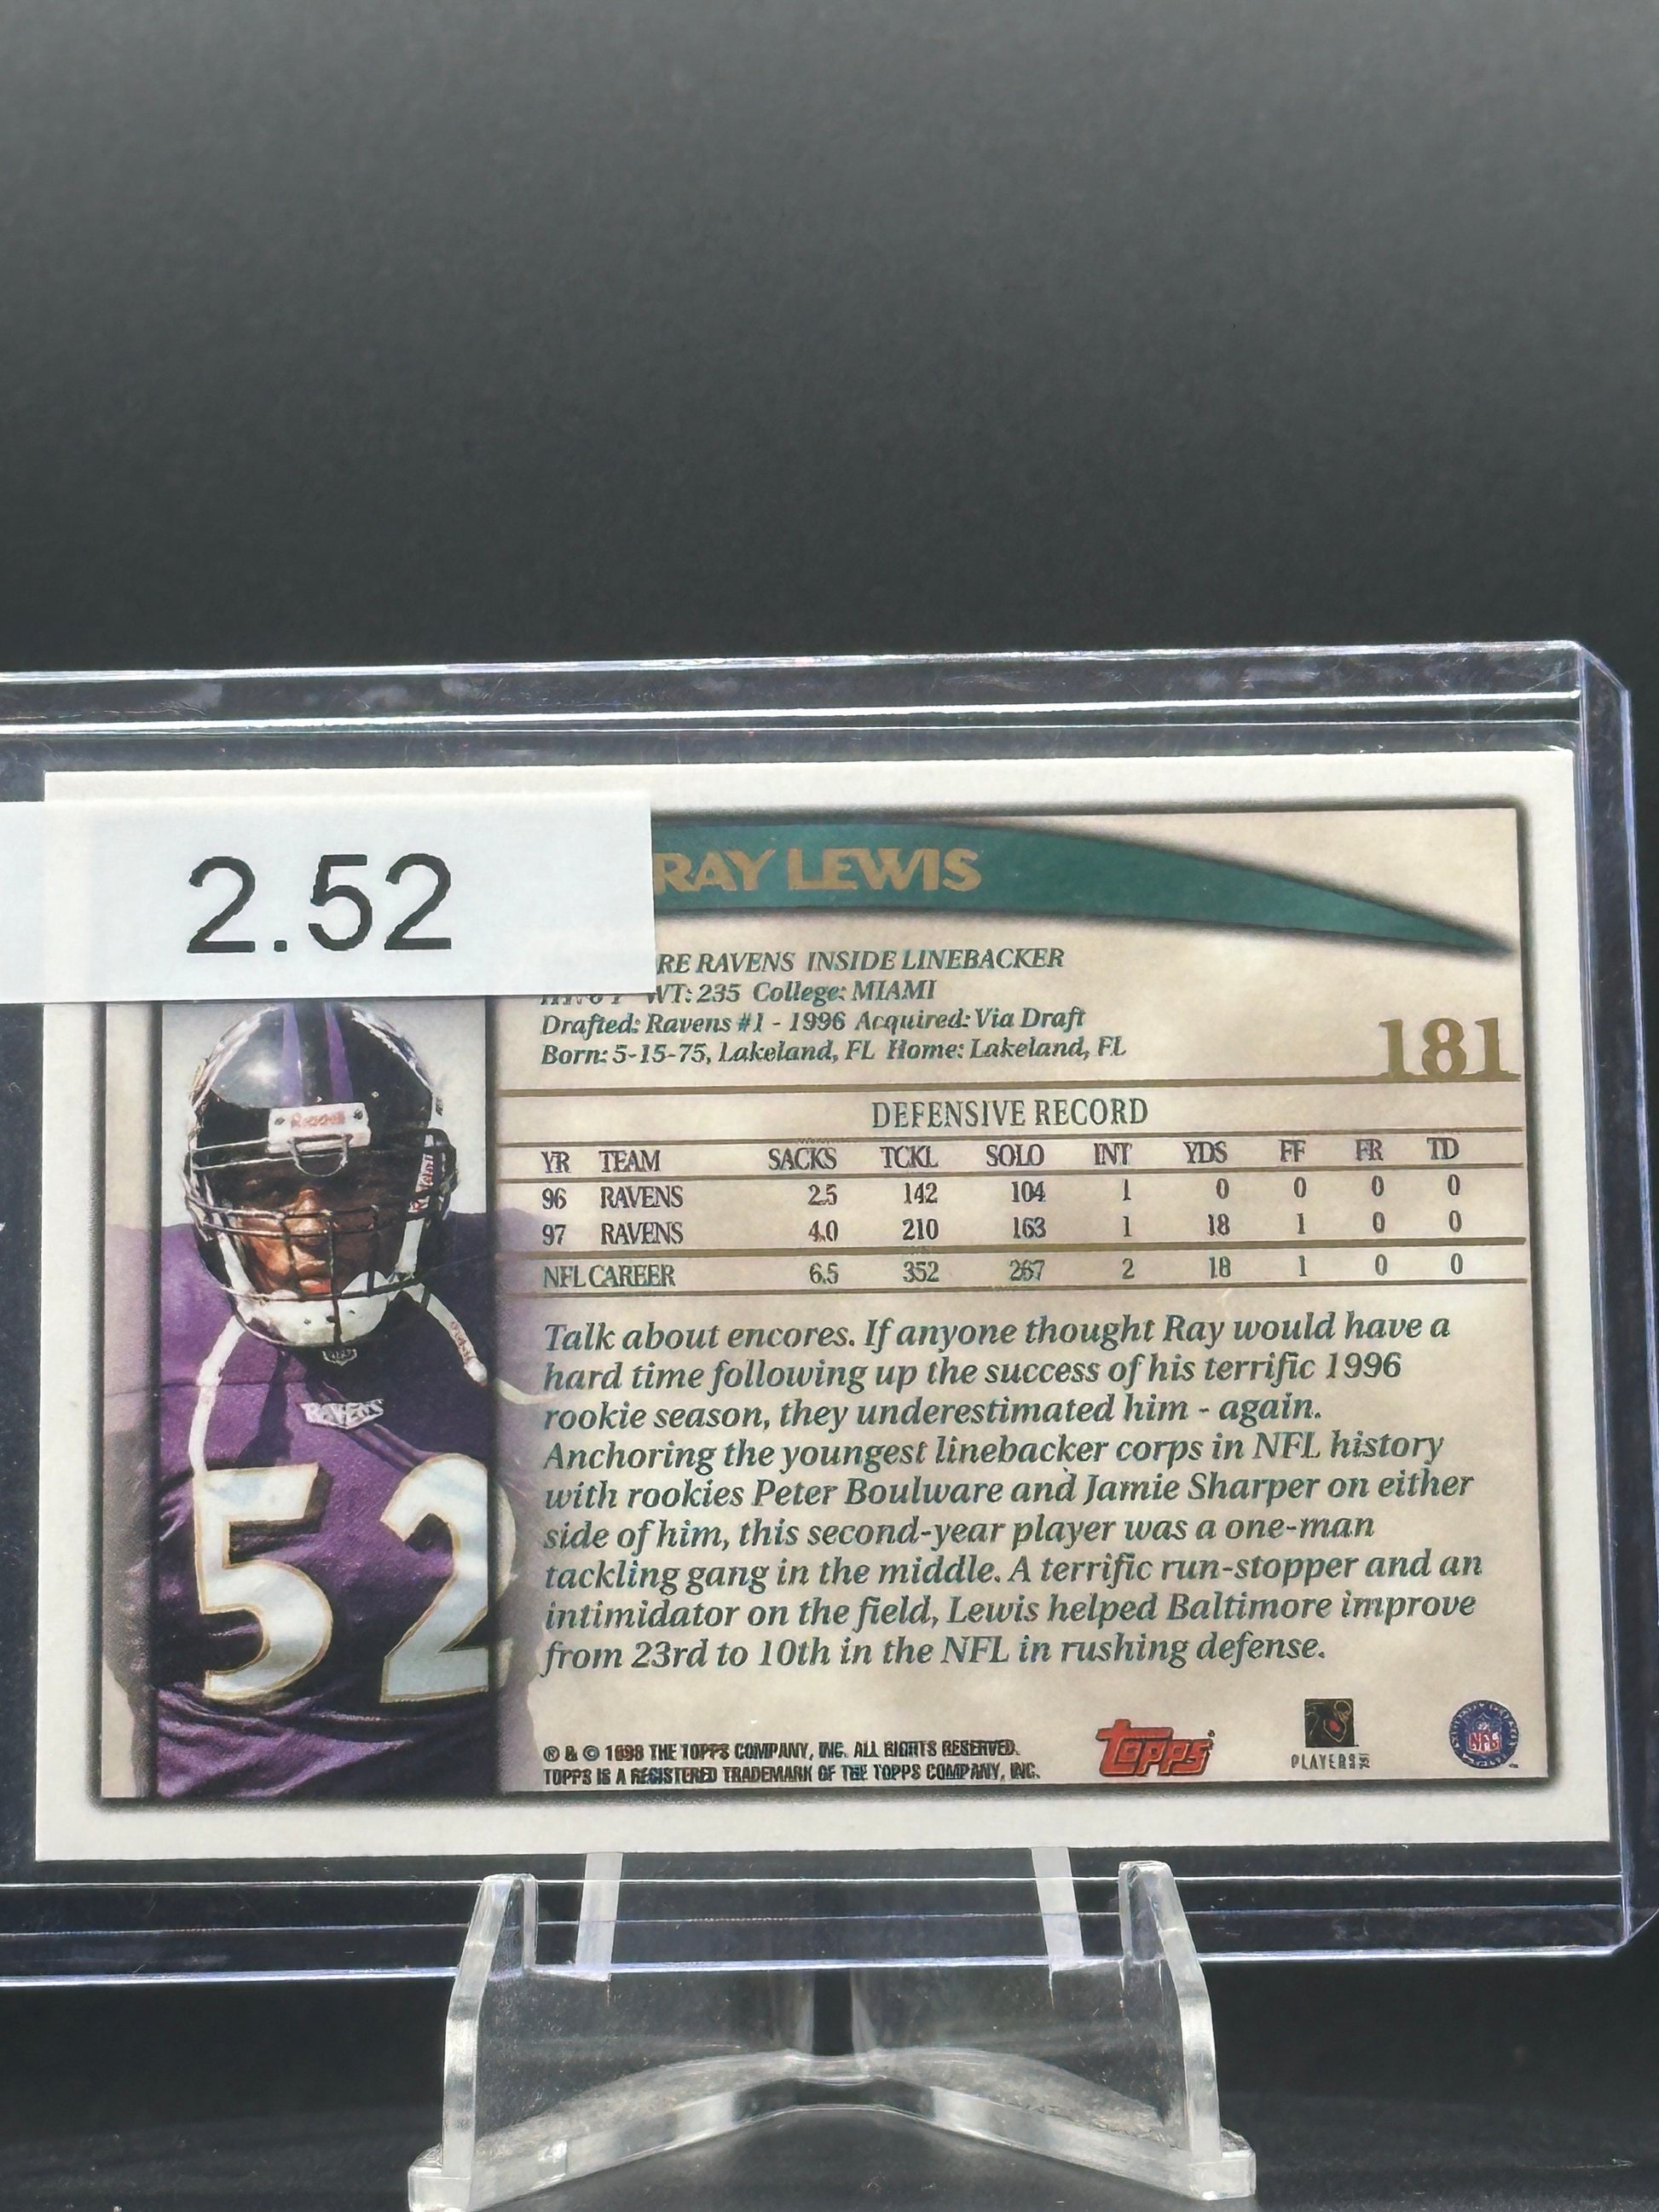 2.52
RAY LEWIS
RE RAVENS INSIDE LINEBACKER
WT: 235 College: MIAMI
Drafted: Ravens #1 - 1996 Acquired: Via Draft
Born: 5-15-75, Lakeland, FL Home: Lakeland, FL
181
DEFENSIVE RECORD
YR TEAM SACKS TCKL SOLO INT YDS FF FR TD
96 RAVENS 2.5 142 104 1 0 0 0 0
97 RAVENS 4.0 210 163 1 18 1 0 0
NFL CAREER 6.5 352 267 2 18 1 0 0
Riddell
RAVENS
52
Talk about encores. If anyone thought Ray would have a
hard time following up the success of his terrific 1996
rookie season, they underestimated him - again.
Anchoring the youngest linebacker corps in NFL history
with rookies Peter Boulware and Jamie Sharper on either
side of him, this second-year player was a one-man
tackling gang in the middle. A terrific run-stopper and an
intimidator on the field, Lewis helped Baltimore improve
from 23rd to 10th in the NFL in rushing defense.
® & © 1998 THE TOPPS COMPANY, INC. ALL RIGHTS RESERVED.
TOPPS IS A REGISTERED TRADEMARK OF THE TOPPS COMPANY, INC.
Topps
PLAYERS
NFL